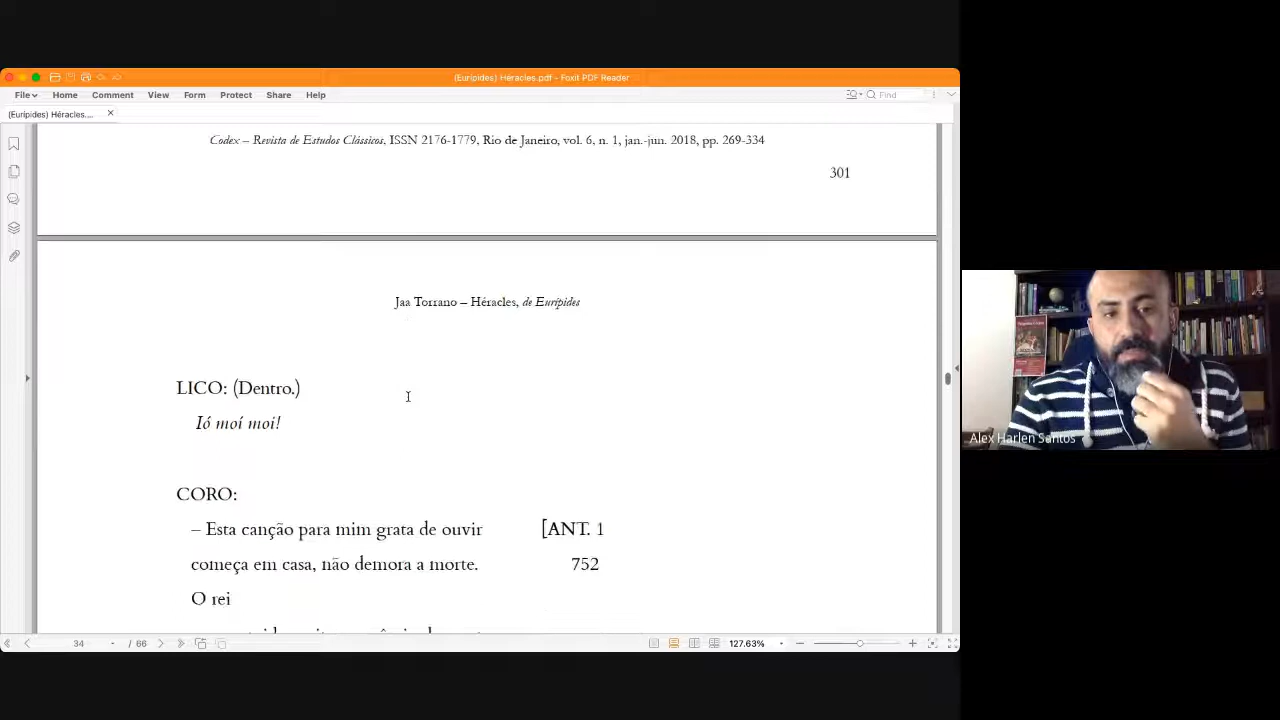 (Eurípides) Héracles.pdf - Foxit PDF Reader
File Home Comment View Form Protect Share Help
Find
(Eurípides) Héracles,...
Codex – Revista de Estudos Clássicos, ISSN 2176-1779, Rio de Janeiro, vol. 6, n. 1, jan.-jun. 2018, pp. 269-334
301
Jaa Torrano – Héracles, de Eurípides
LICO: (Dentro.)
Ió moí moi!
CORO:
– Esta canção para mim grata de ouvir [ANT. 1
começa em casa, não demora a morte. 752
O rei
34 / 66
127.63%
Alex Harlen Santos